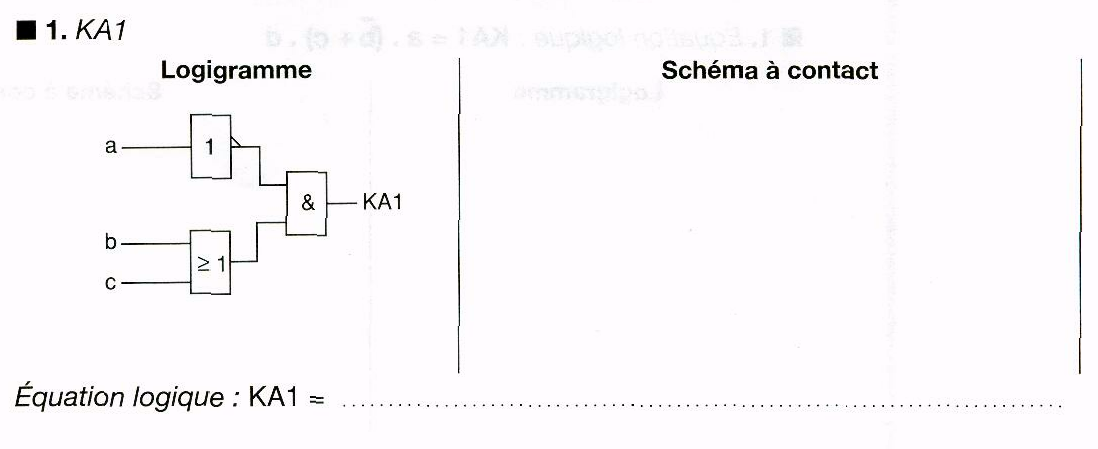 ■ 1. KA1
Logigramme
Schéma à contact
a
1
&
KA1
b
≥ 1
c
Équation logique : KA1 = ........................................................................